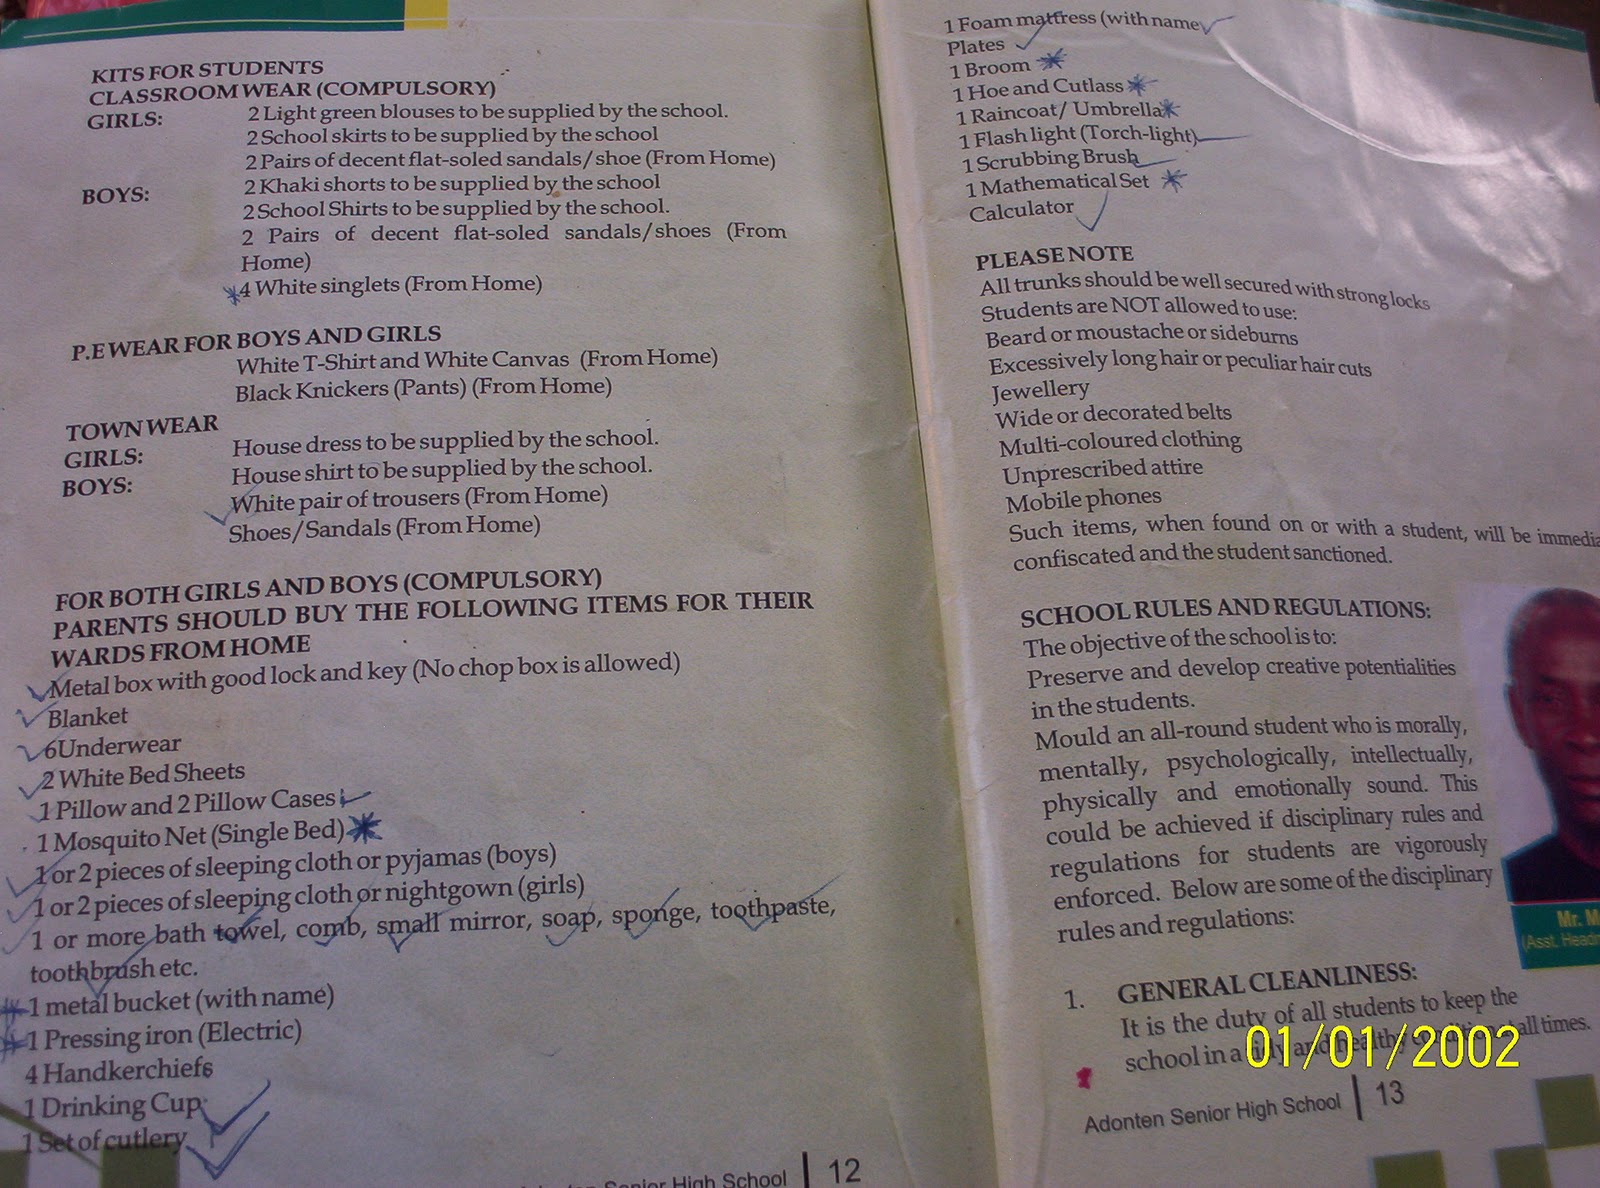 KITS FOR STUDENTS
CLASSROOM WEAR (COMPULSORY)
GIRLS: 2 Light green blouses to be supplied by the school.
2 School skirts to be supplied by the school
2 Pairs of decent flat-soled sandals/shoe (From Home)
BOYS: 2 Khaki shorts to be supplied by the school
2 School Shirts to be supplied by the school.
2 Pairs of decent flat-soled sandals/shoes (From
Home)
4 White singlets (From Home)
P.E WEAR FOR BOYS AND GIRLS
White T-Shirt and White Canvas (From Home)
Black Knickers (Pants) (From Home)
TOWN WEAR
GIRLS: House dress to be supplied by the school.
BOYS: House shirt to be supplied by the school.
White pair of trousers (From Home)
Shoes/Sandals (From Home)
FOR BOTH GIRLS AND BOYS (COMPULSORY)
PARENTS SHOULD BUY THE FOLLOWING ITEMS FOR THEIR
WARDS FROM HOME
Metal box with good lock and key (No chop box is allowed)
Blanket
6 Underwear
2 White Bed Sheets
1 Pillow and 2 Pillow Cases
1 Mosquito Net (Single Bed)
1 or 2 pieces of sleeping cloth or pyjamas (boys)
1 or 2 pieces of sleeping cloth or nightgown (girls)
1 or more bath towel, comb, small mirror, soap, sponge, toothpaste,
toothbrush etc.
1 metal bucket (with name)
1 Pressing iron (Electric)
4 Handkerchiefs
1 Drinking Cup
1 Set of cutlery
Senior High School | 12
1 Foam mattress (with name
Plates
1 Broom
1 Hoe and Cutlass
1 Raincoat/ Umbrella
1 Flash light (Torch-light)
1 Scrubbing Brush
1 Mathematical Set
Calculator
PLEASE NOTE
All trunks should be well secured with strong locks
Students are NOT allowed to use:
Beard or moustache or sideburns
Excessively long hair or peculiar hair cuts
Jewellery
Wide or decorated belts
Multi-coloured clothing
Unprescribed attire
Mobile phones
Such items, when found on or with a student, will be immedia
confiscated and the student sanctioned.
SCHOOL RULES AND REGULATIONS:
The objective of the school is to:
Preserve and develop creative potentialities
in the students.
Mould an all-round student who is morally,
mentally, psychologically, intellectually,
physically and emotionally sound. This
could be achieved if disciplinary rules and
regulations for students are vigorously
enforced. Below are some of the disciplinary
rules and regulations:
Mr. M
(Asst. Head
1. GENERAL CLEANLINESS:
It is the duty of all students to keep the
school in a and healthy all times.
01/01/2002
Adonten Senior High School | 13